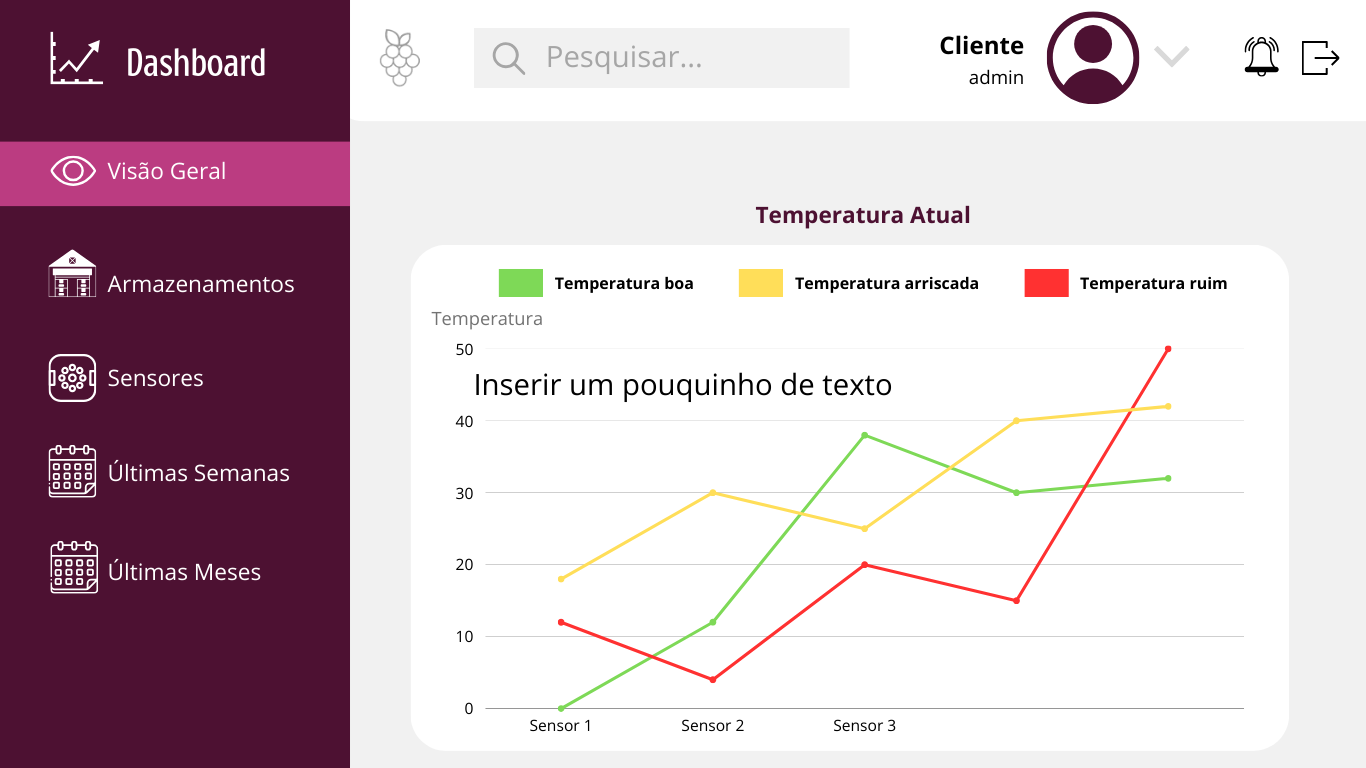 Dashboard
Pesquisar...
Cliente
admin
Visão Geral
Armazenamentos
Sensores
Últimas Semanas
Últimas Meses
Temperatura Atual
Temperatura boa
Temperatura arriscada
Temperatura ruim
Temperatura
50
Inserir um pouquinho de texto
40
30
20
10
0
Sensor 1
Sensor 2
Sensor 3